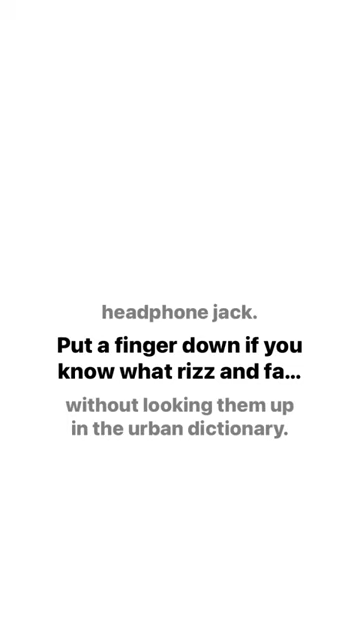 headphone jack.
Put a finger down if you
know what rizz and fa...
without looking them up
in the urban dictionary.